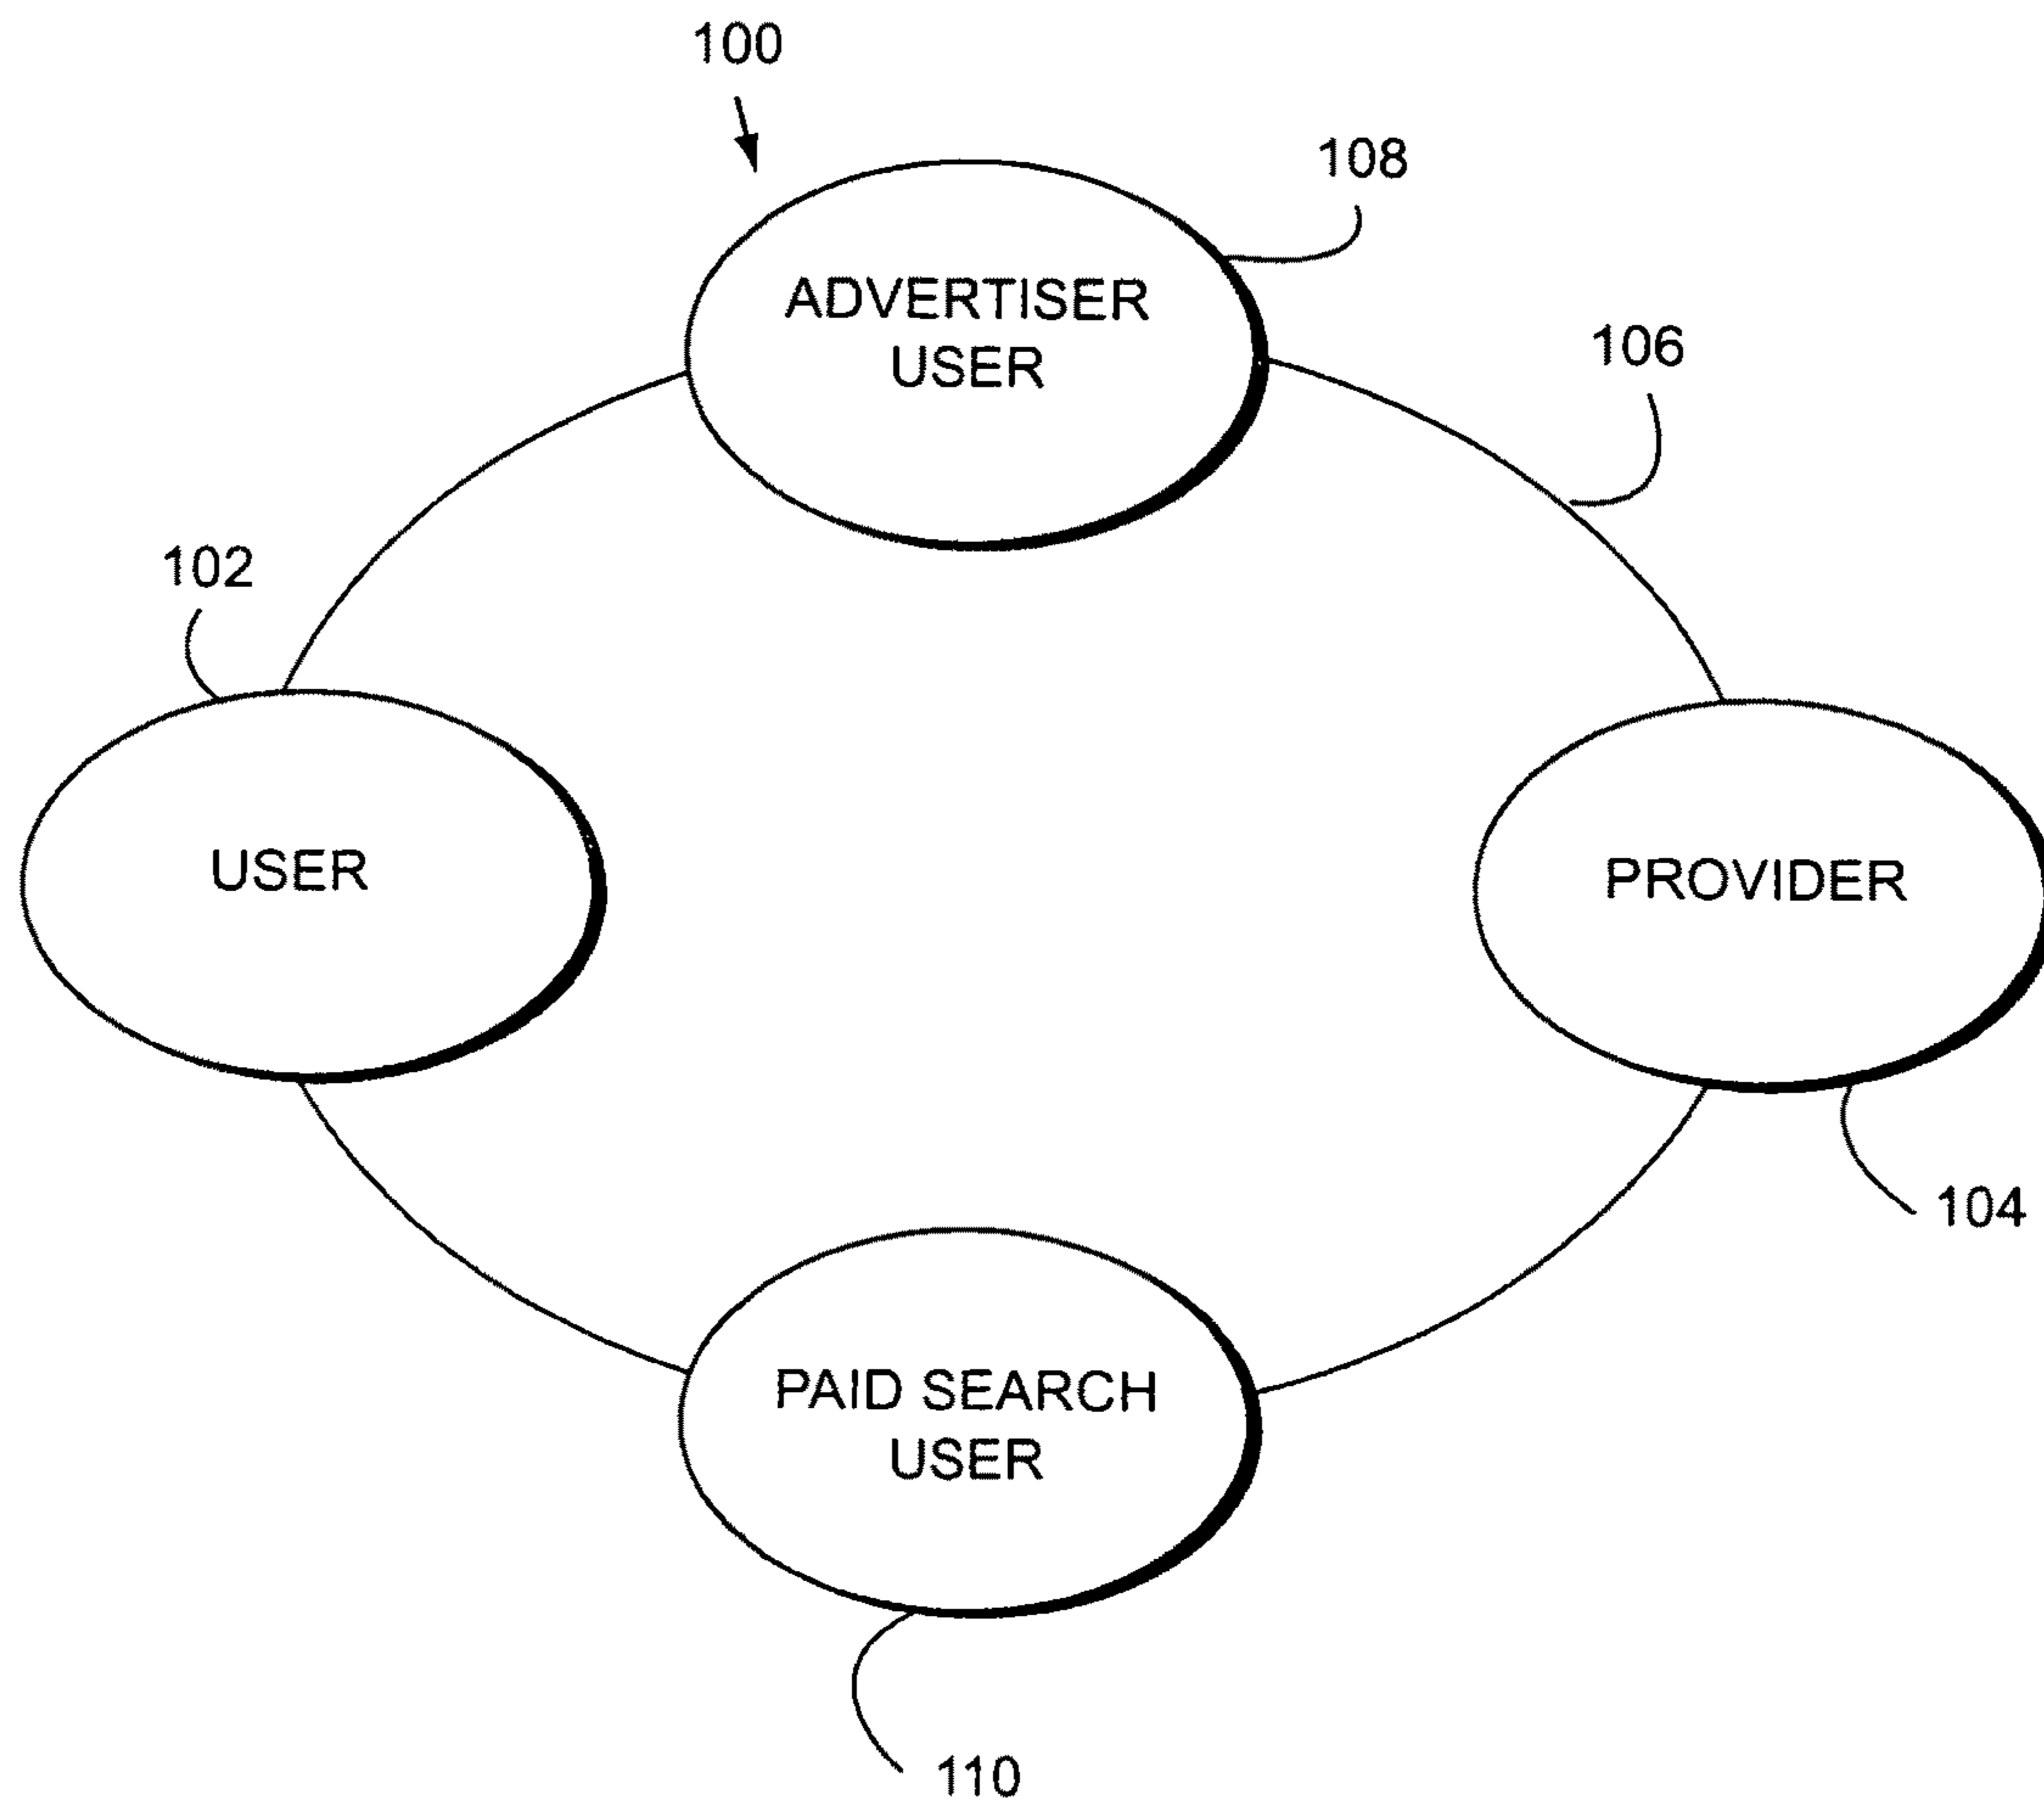 100
108
ADVERTISER
USER
106
102
USER
PROVIDER
104
PAID SEARCH
USER
110